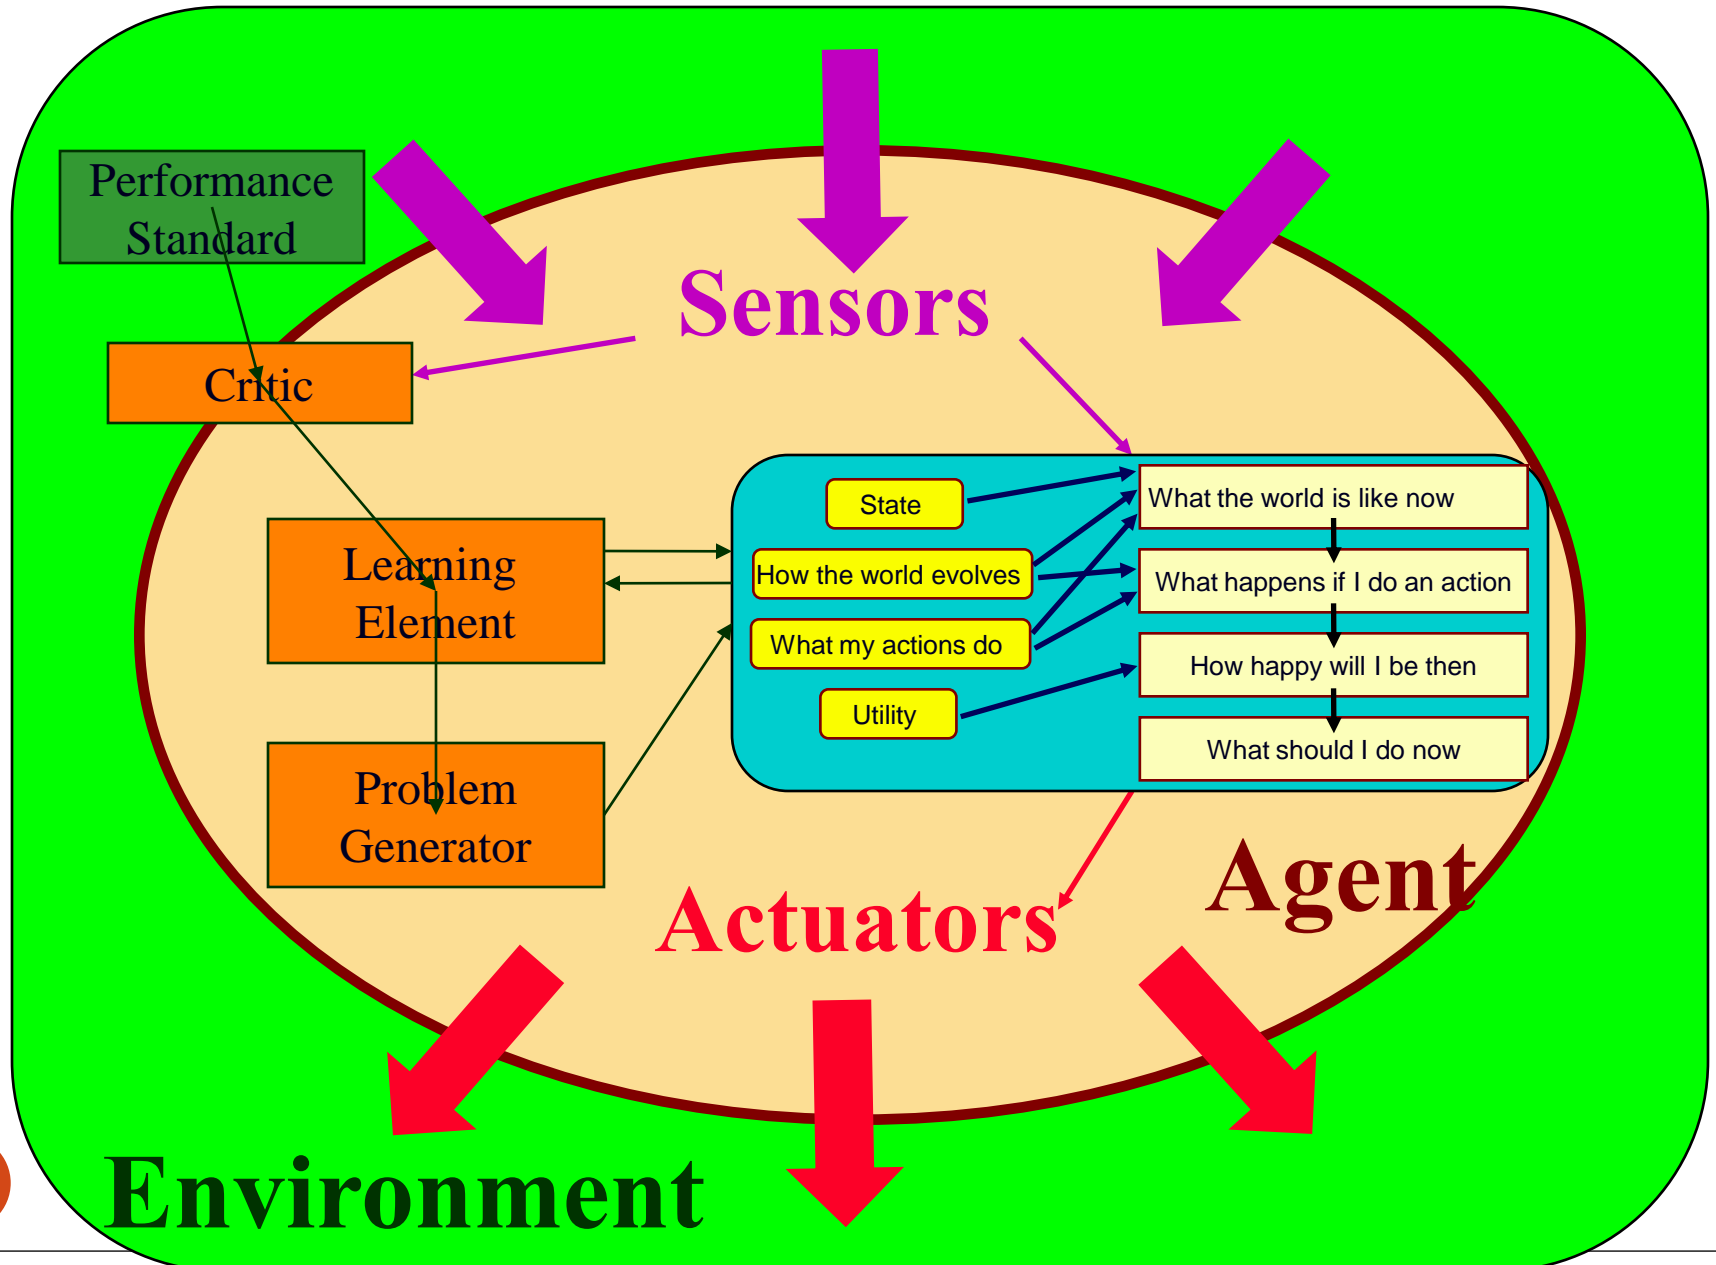 Performance
Standard
Sensors
Critic
State
What the world is like now
How the world evolves
What happens if I do an action
Learning
Element
What my actions do
How happy will I be then
Utility
What should I do now
Problem
Generator
Agent
Actuators
Environment